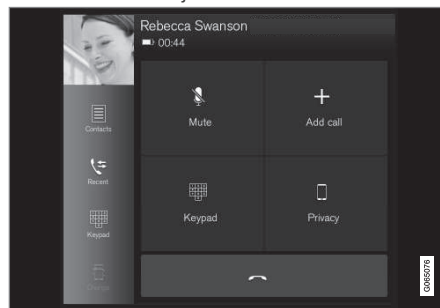 Rebecca Swanson
00:44
Contacts
Recent
Keypad
Mute
Add call
Keypad
Privacy
G065076